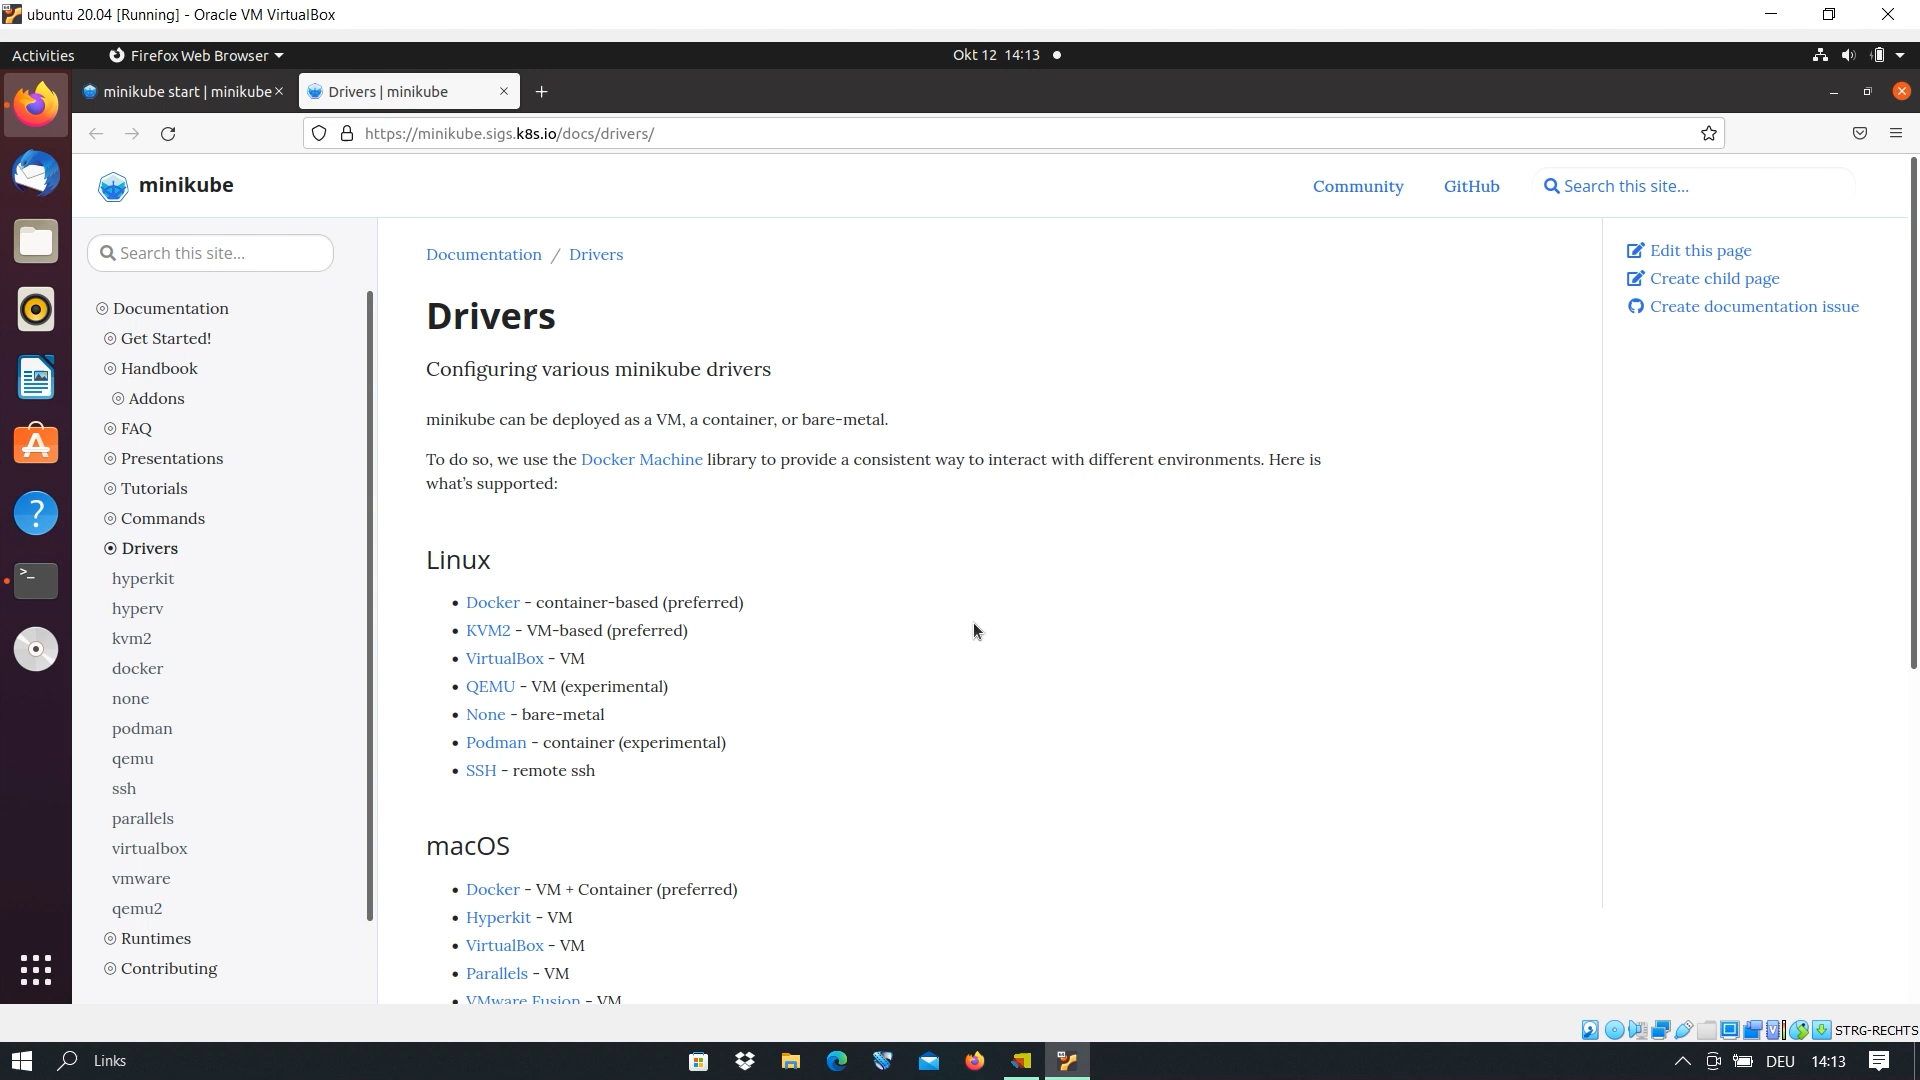 ubuntu 20.04 [Running] - Oracle VM VirtualBox
Activities
Firefox Web Browser
Okt 12 14:13
minikube start | minikube
Drivers | minikube
https://minikube.sigs.k8s.io/docs/drivers/
minikube
Community
GitHub
Search this site...
Search this site...
Documentation
Get Started!
Handbook
Addons
FAQ
Presentations
Tutorials
Commands
Drivers
hyperkit
hyperv
kvm2
docker
none
podman
qemu
ssh
parallels
virtualbox
vmware
qemu2
Runtimes
Contributing
Documentation / Drivers
Drivers
Configuring various minikube drivers
minikube can be deployed as a VM, a container, or bare-metal.
To do so, we use the Docker Machine library to provide a consistent way to interact with different environments. Here is
what's supported:
Linux
• Docker - container-based (preferred)
• KVM2 - VM-based (preferred)
• VirtualBox - VM
• QEMU - VM (experimental)
• None - bare-metal
• Podman - container (experimental)
• SSH - remote ssh
macOS
• Docker - VM + Container (preferred)
• Hyperkit - VM
• VirtualBox - VM
• Parallels - VM
• VMware Fusion - VM
Edit this page
Create child page
Create documentation issue
STRG-RECHTS
Links
DEU
14:13